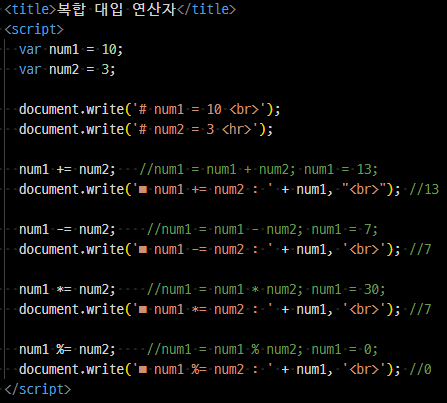 <title>복합 대입 연산자</title>
<script>
var num1 = 10;
var num2 = 3;
document.write('# num1 = 10 <br>');
document.write('# num2 = 3 <hr>');
num1 += num2; //num1 = num1 + num2; num1 = 13;
document.write('■ num1 += num2 : ' + num1, "<br>"); //13
num1 -= num2; //num1 = num1 - num2; num1 = 7;
document.write('■ num1 -= num2 : ' + num1, '<br>'); //7
num1 *= num2; //num1 = num1 * num2; num1 = 30;
document.write('■ num1 *= num2 : ' + num1, '<br>'); //7
num1 %= num2; //num1 = num1 % num2; num1 = 0;
document.write('■ num1 %= num2 : ' + num1, '<br>'); //0
</script>